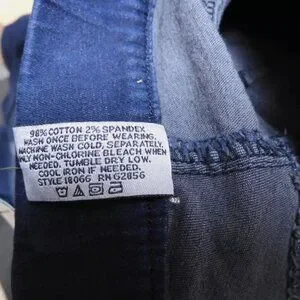 98% COTTON 2% SPANDEX
WASH ONCE BEFORE WEARING.
MACHINE WASH COLD, SEPARATELY.
ONLY NON-CHLORINE BLEACH WHEN
NEEDED. TUMBLE DRY LOW.
COOL IRON IF NEEDED.
STYLE 18066 RN 62856